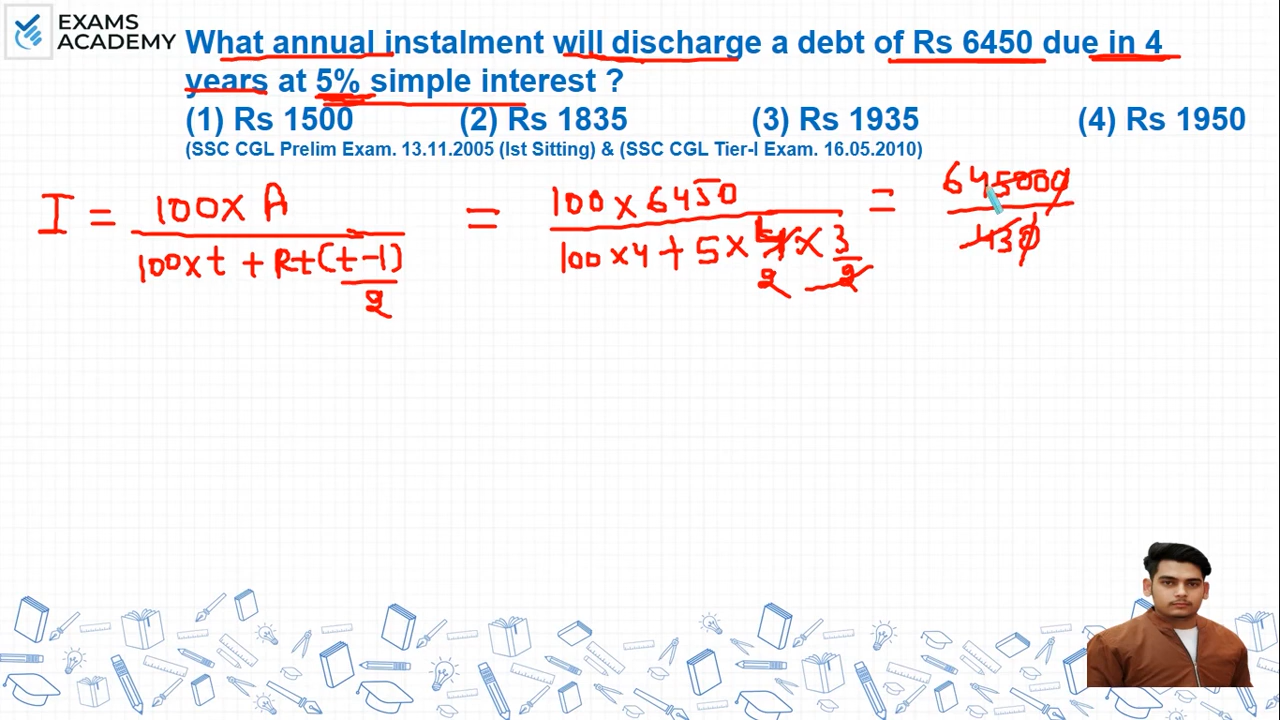 EXAMS
ACADEMY
What annual instalment will discharge a debt of Rs 6450 due in 4
years at 5% simple interest ?
(1) Rs 1500 (2) Rs 1835 (3) Rs 1935 (4) Rs 1950
(SSC CGL Prelim Exam. 13.11.2005 (Ist Sitting) & (SSC CGL Tier-I Exam. 16.05.2010)
I = 100 x A = 100 x 6450 = 645000
100 x t + Rt(t-1) 100 x 4 + 5 x 4 x 3 430
2 2 2